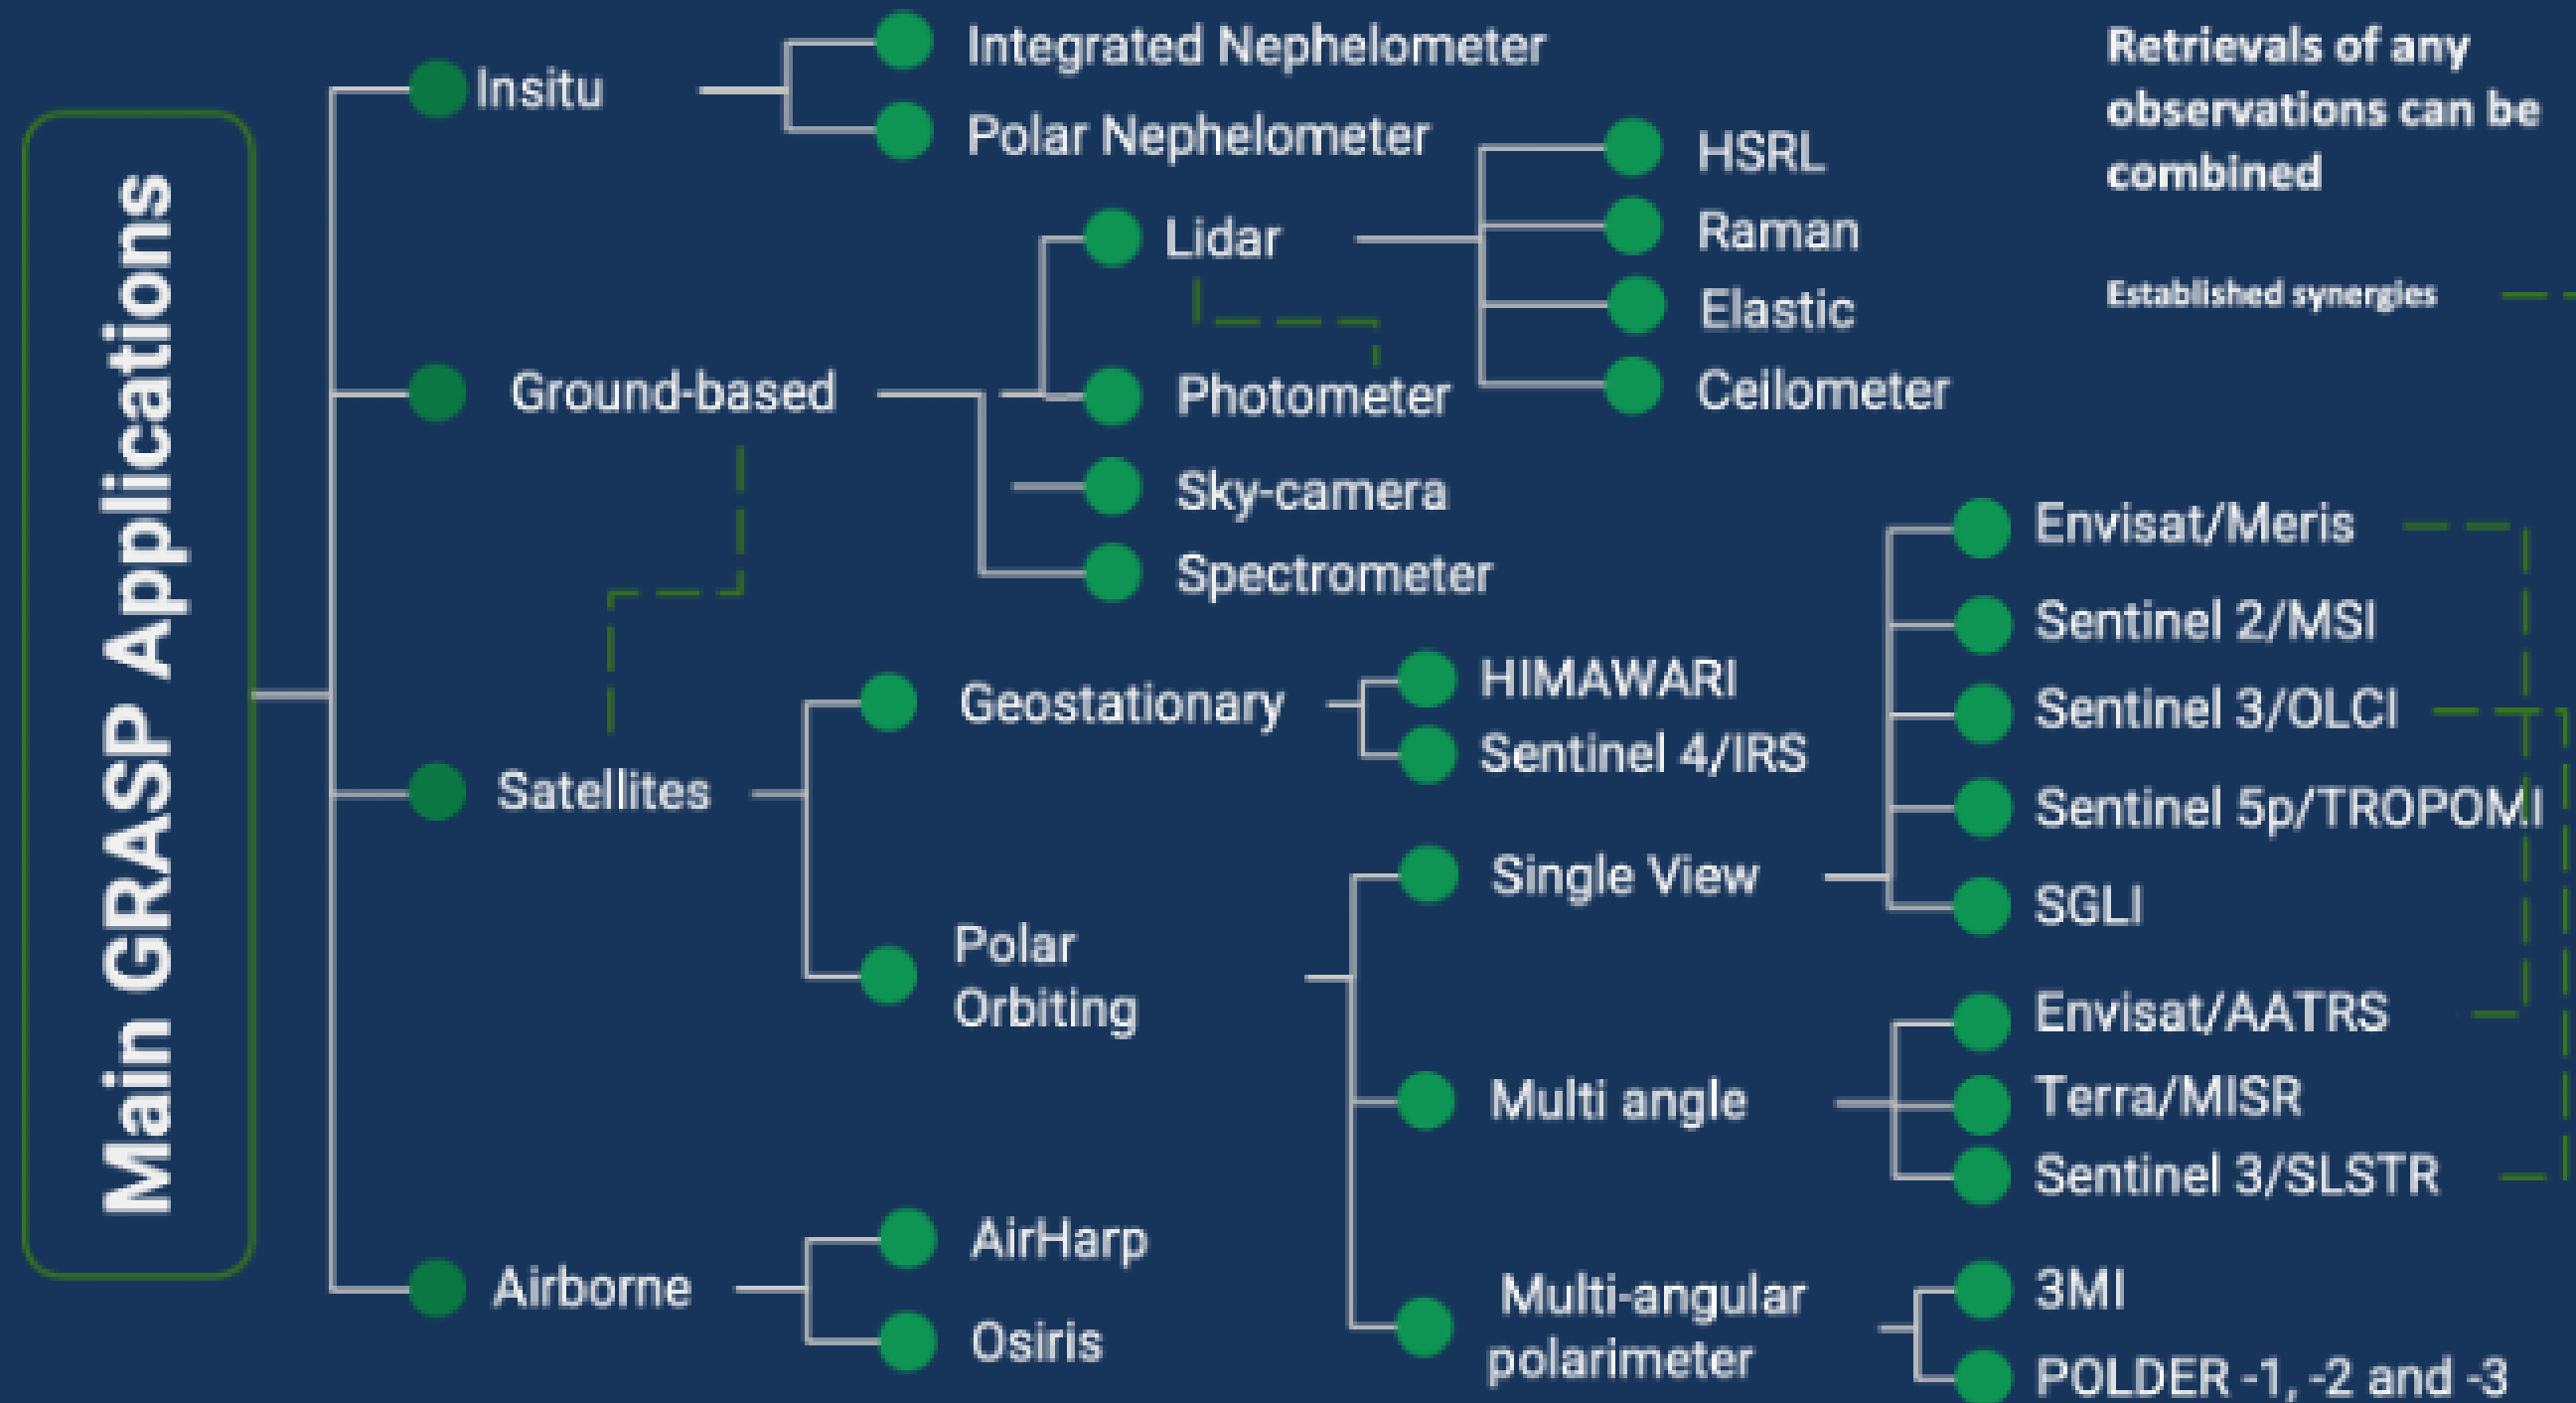 Main GRASP Applications
Insitu
Integrated Nephelometer
Polar Nephelometer
Ground-based
Lidar
HSRL
Raman
Elastic
Ceilometer
Photometer
Sky-camera
Spectrometer
Satellites
Geostationary
HIMAWARI
Sentinel 4/IRS
Polar
Orbiting
Single View
Envisat/Meris
Sentinel 2/MSI
Sentinel 3/OLCI
Sentinel 5p/TROPOMI
SGLI
Multi angle
Envisat/AATRS
Terra/MISR
Sentinel 3/SLSTR
Multi-angular
polarimeter
3MI
POLDER -1, -2 and -3
Airborne
AirHarp
Osiris
Retrievals of any
observations can be
combined
Established synergies